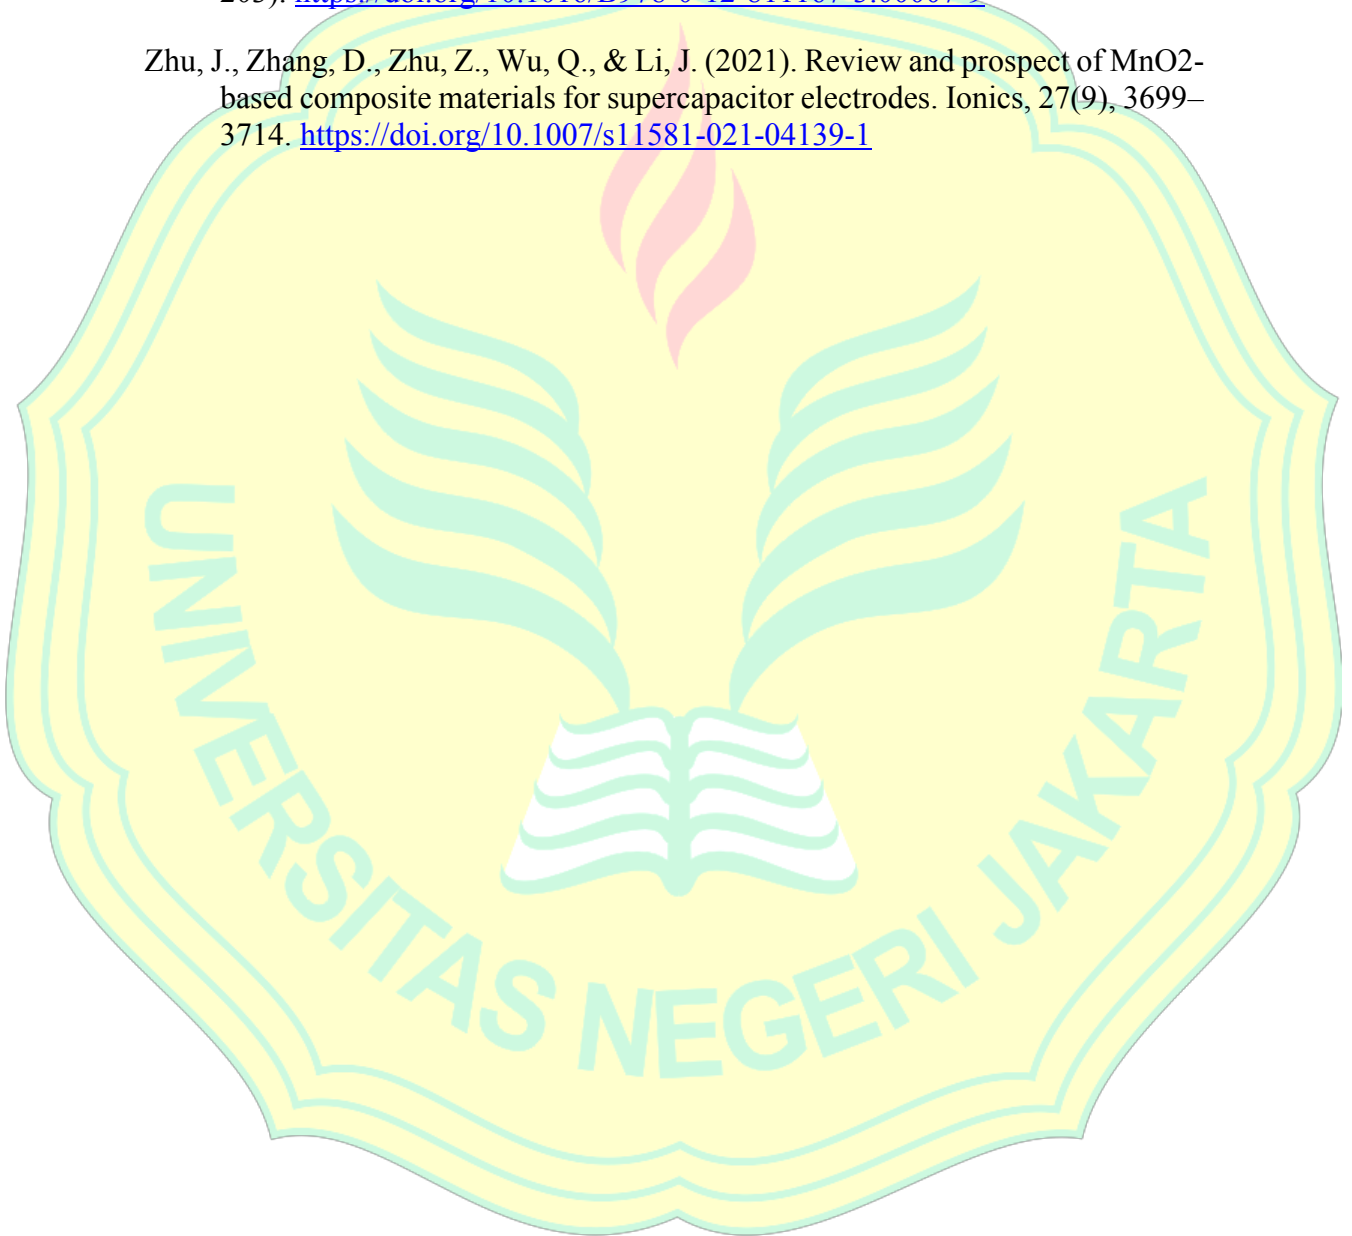 Zhu, J., Zhang, D., Zhu, Z., Wu, Q., & Li, J. (2021). Review and prospect of MnO2-
based composite materials for supercapacitor electrodes. Ionics, 27(9), 3699–
3714. https://doi.org/10.1007/s11581-021-04139-1
UNIVERSITAS NEGERI JAKARTA